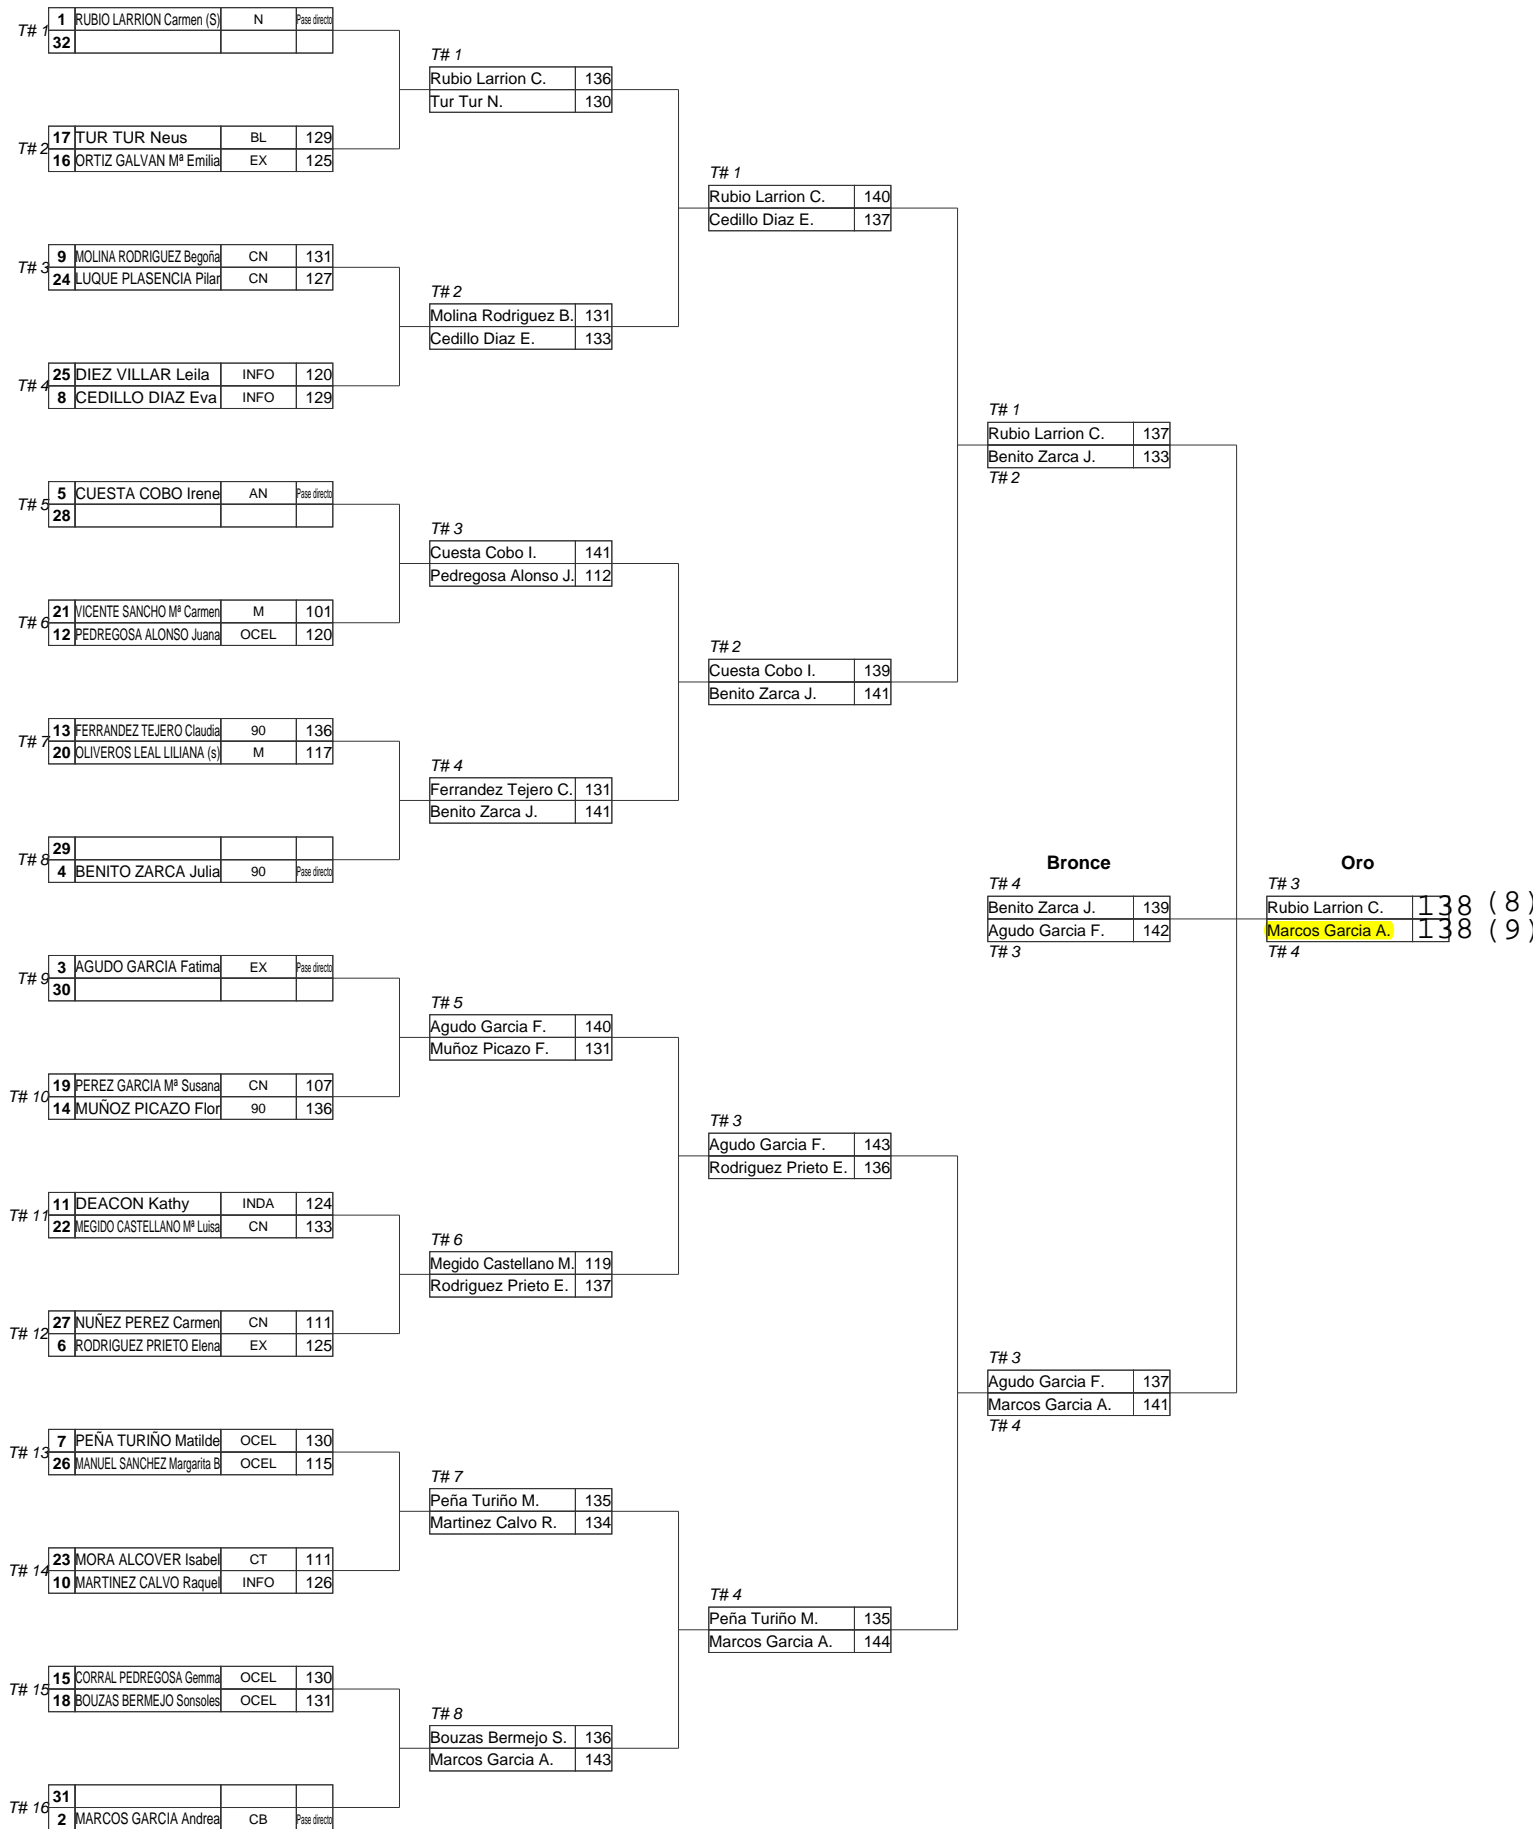 T# 1
1 RUBIO LARRION Carmen (S) N Pase directo
32
T# 2
17 TUR TUR Neus BL 129
16 ORTIZ GALVAN Mª Emilia EX 125
T# 3
9 MOLINA RODRIGUEZ Begoña CN 131
24 LUQUE PLASENCIA Pilar CN 127
T# 4
25 DIEZ VILLAR Leila INFO 120
8 CEDILLO DIAZ Eva INFO 129
T# 5
5 CUESTA COBO Irene AN Pase directo
28
T# 6
21 VICENTE SANCHO Mª Carmen M 101
12 PEDREGOSA ALONSO Juana OCEL 120
T# 7
13 FERRANDEZ TEJERO Claudia 90 136
20 OLIVEROS LEAL LILIANA (s) M 117
T# 8
29
4 BENITO ZARCA Julia 90 Pase directo
T# 9
3 AGUDO GARCIA Fatima EX Pase directo
30
T# 10
19 PEREZ GARCIA Mª Susana CN 107
14 MUÑOZ PICAZO Flor 90 136
T# 11
11 DEACON Kathy INDA 124
22 MEGIDO CASTELLANO Mª Luisa CN 133
T# 12
27 NUÑEZ PEREZ Carmen CN 111
6 RODRIGUEZ PRIETO Elena EX 125
T# 13
7 PEÑA TURIÑO Matilde OCEL 130
26 MANUEL SANCHEZ Margarita B OCEL 115
T# 14
23 MORA ALCOVER Isabel CT 111
10 MARTINEZ CALVO Raquel INFO 126
T# 15
15 CORRAL PEDREGOSA Gemma OCEL 130
18 BOUZAS BERMEJO Sonsoles OCEL 131
T# 16
31
2 MARCOS GARCIA Andrea CB Pase directo
T# 1
Rubio Larrion C. 136
Tur Tur N. 130
T# 2
Molina Rodriguez B. 131
Cedillo Diaz E. 133
T# 3
Cuesta Cobo I. 141
Pedregosa Alonso J. 112
T# 4
Ferrandez Tejero C. 131
Benito Zarca J. 141
T# 5
Agudo Garcia F. 140
Muñoz Picazo F. 131
T# 6
Megido Castellano M. 119
Rodriguez Prieto E. 137
T# 7
Peña Turiño M. 135
Martinez Calvo R. 134
T# 8
Bouzas Bermejo S. 136
Marcos Garcia A. 143
T# 1
Rubio Larrion C. 140
Cedillo Diaz E. 137
T# 2
Cuesta Cobo I. 139
Benito Zarca J. 141
T# 3
Agudo Garcia F. 143
Rodriguez Prieto E. 136
T# 4
Peña Turiño M. 135
Marcos Garcia A. 144
T# 1
Rubio Larrion C. 137
Benito Zarca J. 133
T# 2
Bronce
T# 4
Benito Zarca J. 139
Agudo Garcia F. 142
T# 3
T# 3
Agudo Garcia F. 137
Marcos Garcia A. 141
T# 4
Oro
T# 3
Rubio Larrion C. 138 (8)
Marcos Garcia A. 138 (9)
T# 4